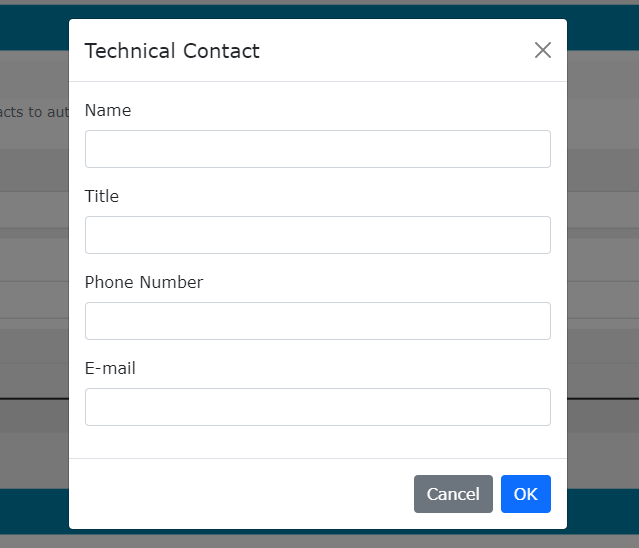 Technical Contact
acts to aut
Name
Title
Phone Number
E-mail
Cancel OK